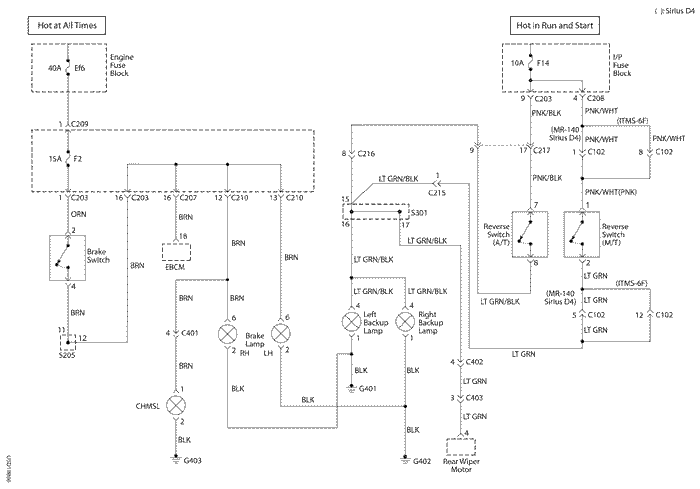 ( ): Sirius D4
Hot at All Times
Hot in Run and Start
40A Ef6
Engine
Fuse
Block
10A F14
I/P
Fuse
Block
9 C203
4 C208
PNK/BLK
PNK/WHT
(ITMS-6F)
(MR-140
Sirius D4)
PNK/WHT
PNK/WHT
1 C102
8 C102
1 C209
15A F2
8 C216
9
17 C217
LT GRN/BLK
1
C215
PNK/BLK
PNK/WHT(PNK)
1 C203
16 C203
16 C207
12 C210
13 C210
ORN
BRN
BRN
BRN
BRN
15
S301
16
17
7
Reverse
Switch
(A/T)
8
1
Reverse
Switch
(M/T)
2
2
Brake
Switch
4
18
EBCM
LT GRN/BLK
LT GRN/BLK
LT GRN
LT GRN
(ITMS-6F)
(MR-140
Sirius D4)
5 C102
12 C102
LT GRN
LT GRN/BLK
LT GRN/BLK
LT GRN/BLK
LT GRN
BRN
BRN
11
12
S205
4 C401
BRN
6
Brake
Lamp
6
2 RH
LH 2
4
Left
Backup
Lamp
1
4
Right
Backup
Lamp
1
BLK
BLK
BLK
BLK
G401
4 C402
LT GRN
3 C403
LT GRN
1
CHMSL
2
BLK
G403
BLK
BLK
G402
4
Rear Wiper
Motor